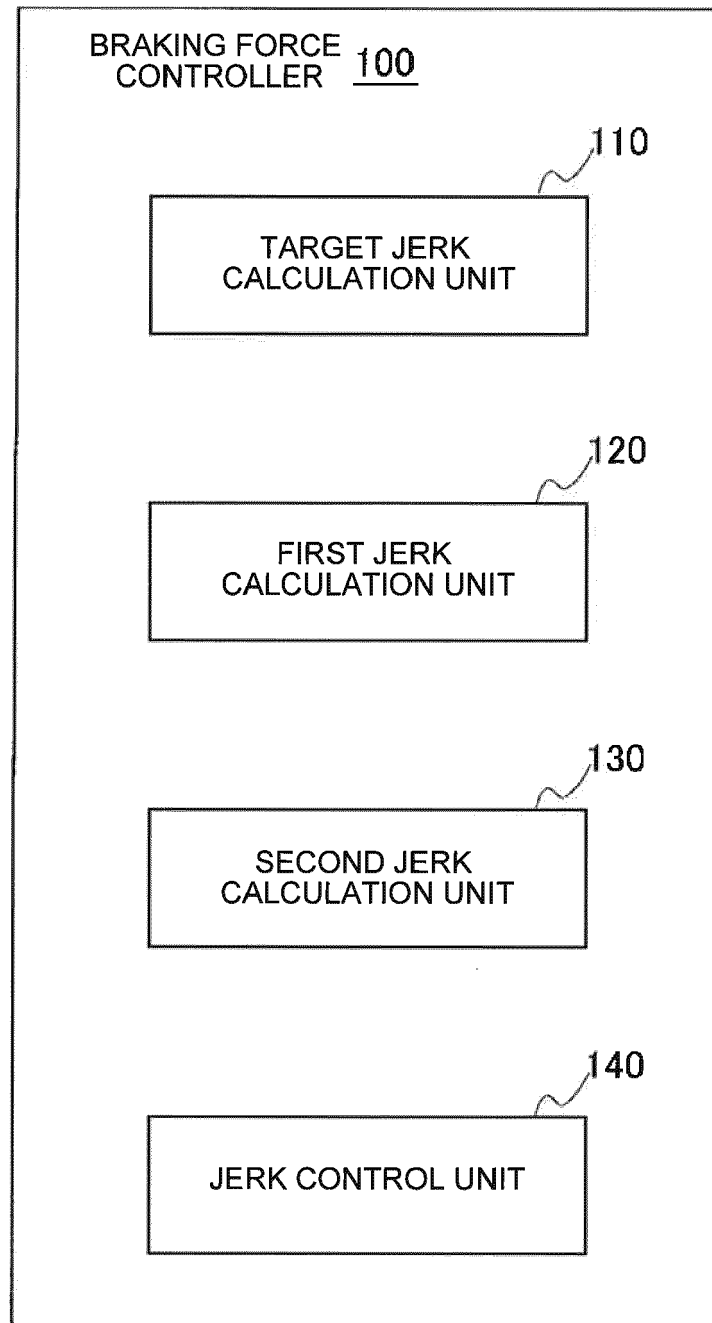 BRAKING FORCE
CONTROLLER 100
110
TARGET JERK
CALCULATION UNIT
120
FIRST JERK
CALCULATION UNIT
130
SECOND JERK
CALCULATION UNIT
140
JERK CONTROL UNIT